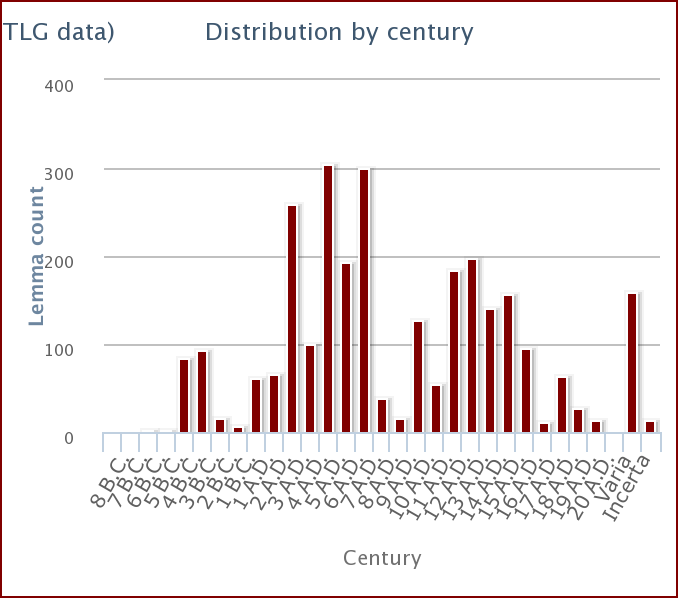 TLG data) Distribution by century
400
300
200
100
0
Lemma count
8 B.C.
7 B.C.
6 B.C.
5 B.C.
4 B.C.
3 B.C.
2 B.C.
1 B.C.
1 A.D.
2 A.D.
3 A.D.
4 A.D.
5 A.D.
6 A.D.
7 A.D.
8 A.D.
9 A.D.
10 A.D.
11 A.D.
12 A.D.
13 A.D.
14 A.D.
15 A.D.
16 A.D.
17 A.D.
18 A.D.
19 A.D.
20 A.D.
Varia
Incerta
Century